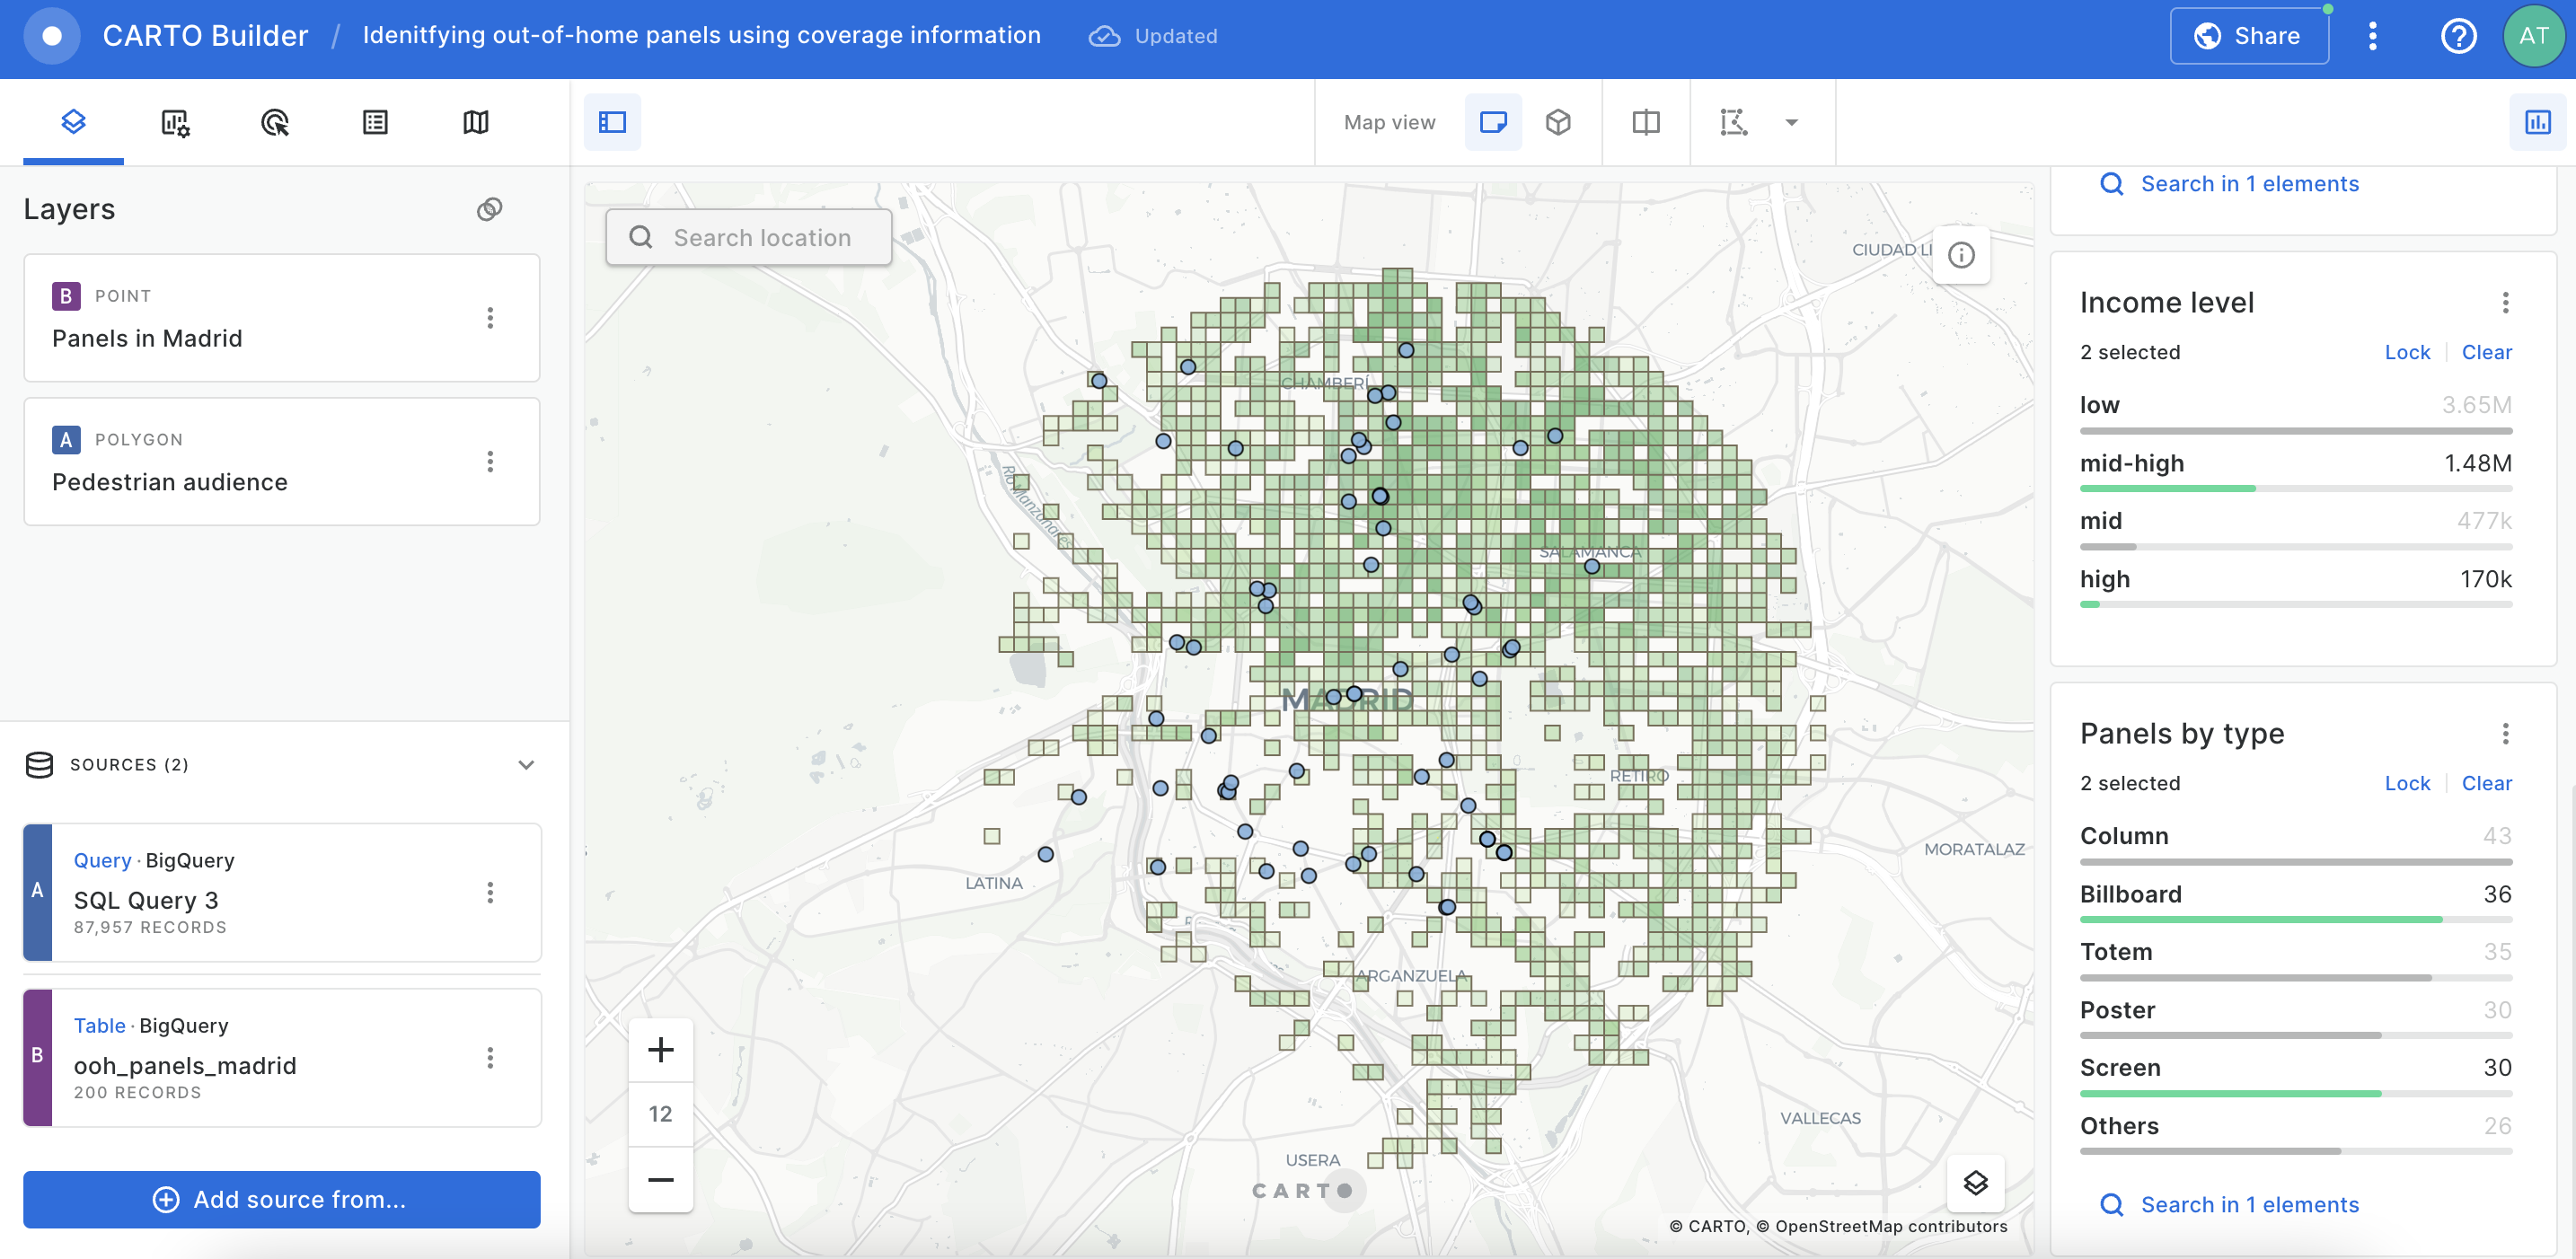 CARTO Builder / Idenitfying out-of-home panels using coverage information Updated
Share
AT
Map view
Layers
B POINT
Panels in Madrid
A POLYGON
Pedestrian audience
SOURCES (2)
A
Query · BigQuery
SQL Query 3
87,957 RECORDS
B
Table · BigQuery
ooh_panels_madrid
200 RECORDS
Add source from...
Search location
CIUDAD LI
CHAMBERÍ
Río Manzanares
SALAMANCA
MADRID
RETIRO
MORATALAZ
LATINA
ARGANZUELA
VALLECAS
USERA
12
CARTO
© CARTO, © OpenStreetMap contributors
Search in 1 elements
Income level
2 selected Lock Clear
low 3.65M
mid-high 1.48M
mid 477k
high 170k
Panels by type
2 selected Lock Clear
Column 43
Billboard 36
Totem 35
Poster 30
Screen 30
Others 26
Search in 1 elements